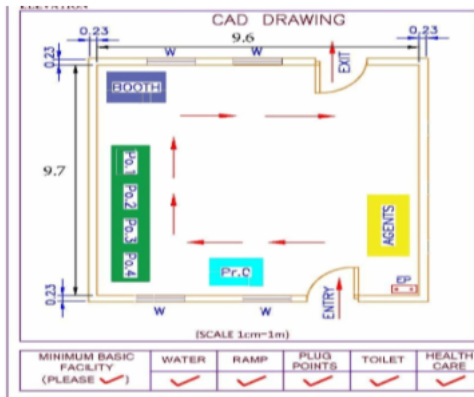 CAD DRAWING
0.23
9.6
0.23
0.23
W
W
EXIT
BOOTH
9.7
Po.1
Po.2
Po.3
Po.4
AGENTS
Pr.O
0.23
W
W
ENTRY
(SCALE 1cm=1m)
MINIMUM BASIC
FACILITY
(PLEASE ✓)
WATER
RAMP
PLUG
POINTS
TOILET
HEALTH
CARE
✓ ✓ ✓ ✓ ✓